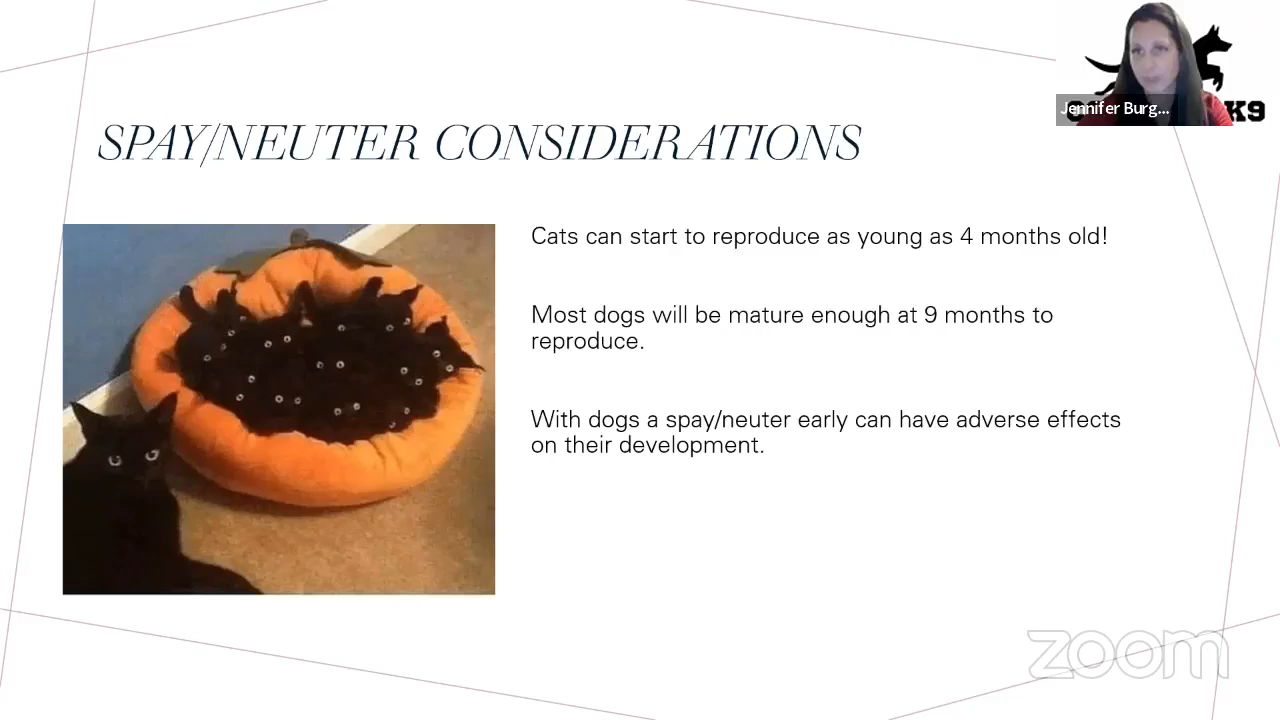 Jennifer Burg...
K9
SPAY/NEUTER CONSIDERATIONS
Cats can start to reproduce as young as 4 months old!
Most dogs will be mature enough at 9 months to
reproduce.
With dogs a spay/neuter early can have adverse effects
on their development.
zoom